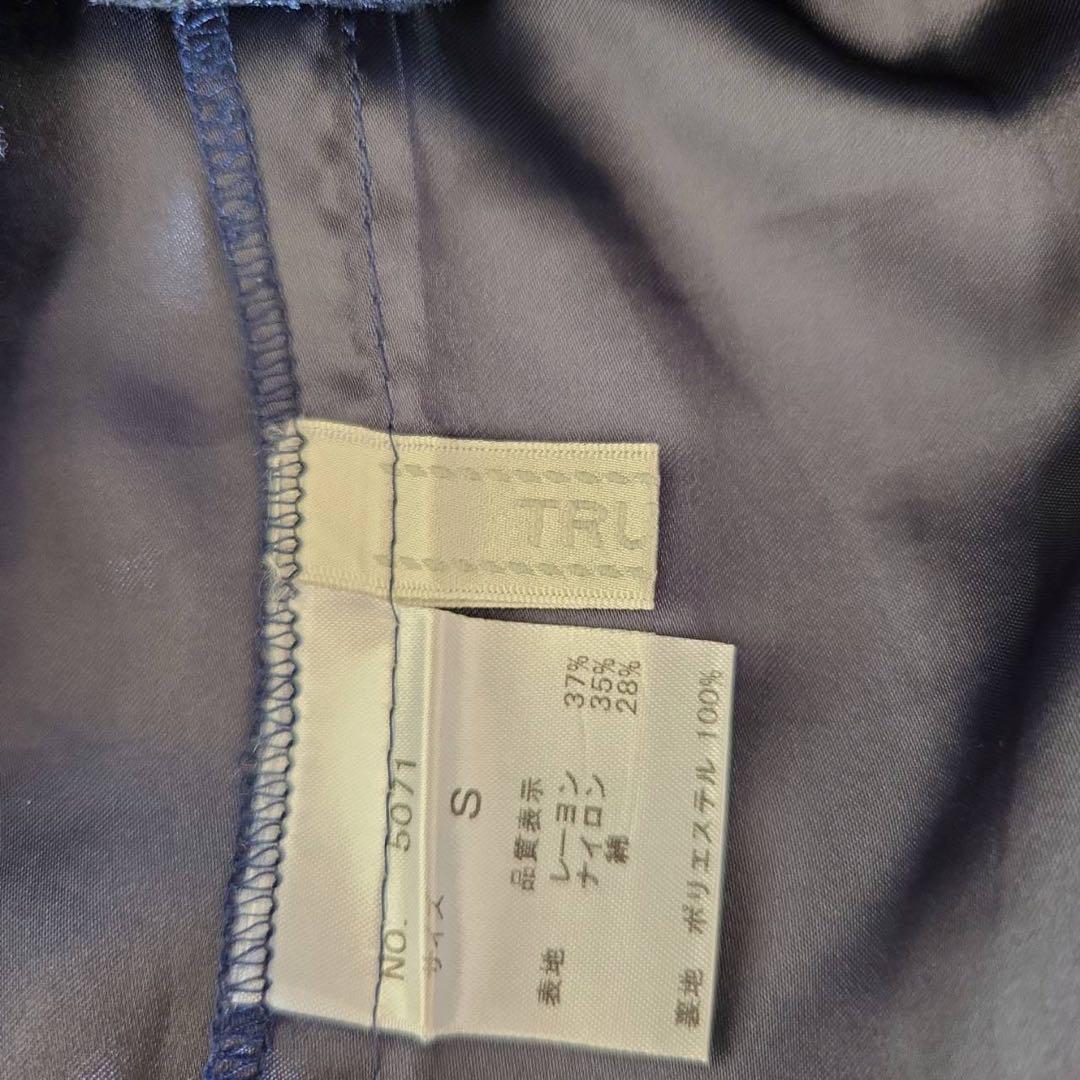 TRU
NO. 5071
サイズ
S
品質表示
表地 レーヨン 37%
ナイロン 35%
綿 28%
裏地 ポリエステル 100%